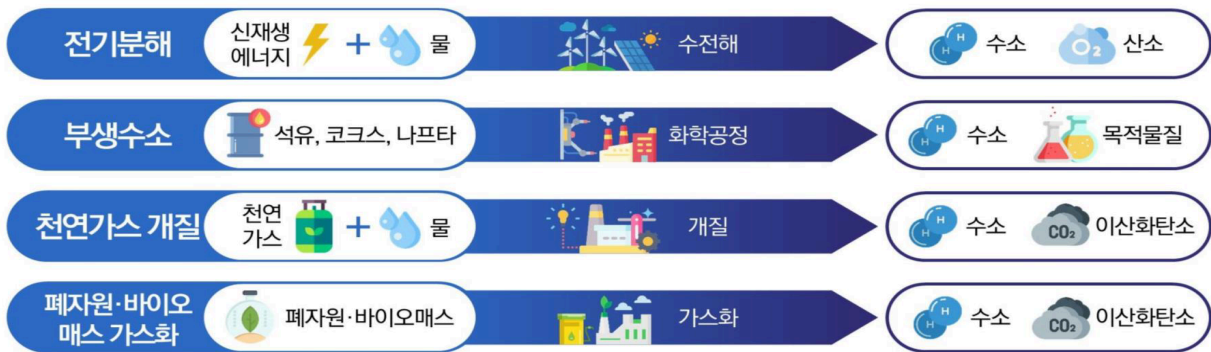 전기분해
신재생
에너지
물
수전해
H
H
수소
O2
산소
부생수소
석유, 코크스, 나프타
화학공정
H
H
수소
목적물질
천연가스 개질
천연
가스
물
개질
H
H
수소
CO₂
이산화탄소
폐자원·바이오
매스 가스화
폐자원·바이오매스
가스화
H
H
수소
CO₂
이산화탄소